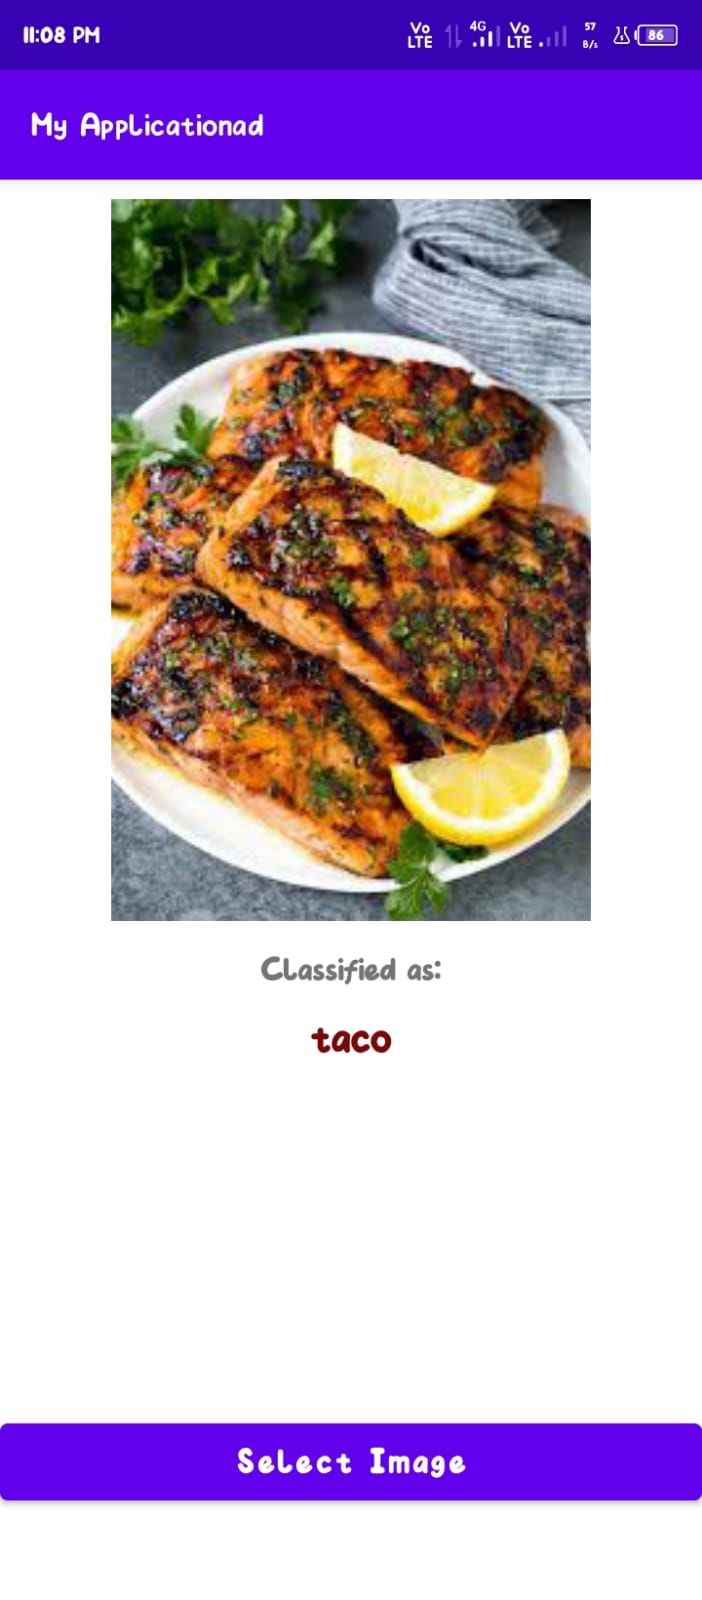 11:08 PM Vo LTE 4G Vo LTE 57 B/s 86
My Applicationad
Classified as:
taco
Select Image